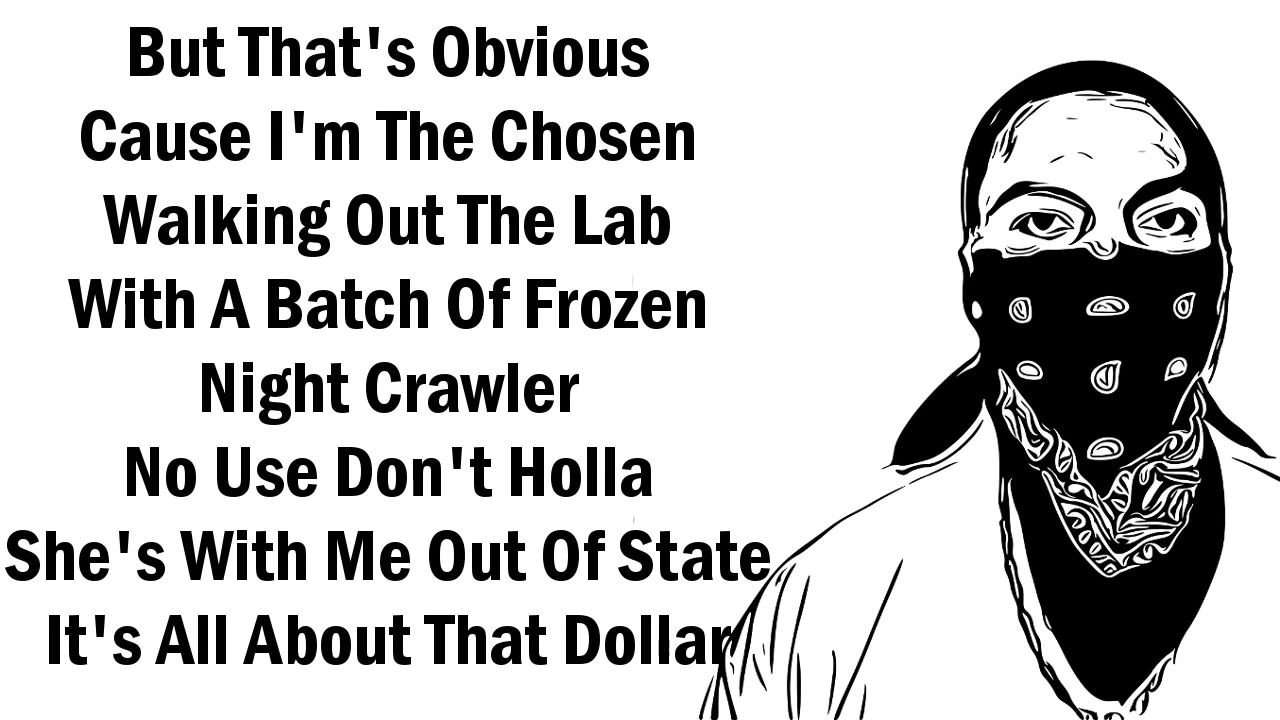 But That's Obvious
Cause I'm The Chosen
Walking Out The Lab
With A Batch Of Frozen
Night Crawler
No Use Don't Holla
She's With Me Out Of State
It's All About That Dollar